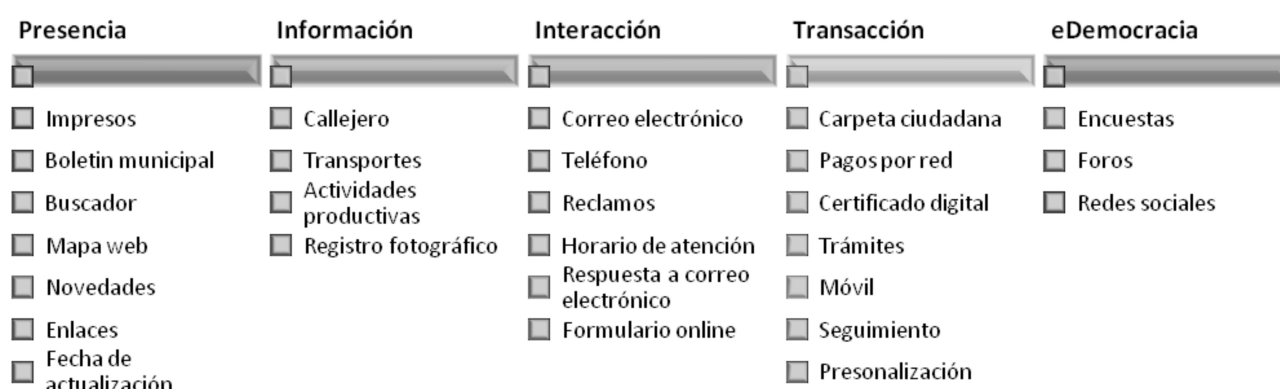 Presencia
Impresos
Boletin municipal
Buscador
Mapa web
Novedades
Enlaces
Fecha de
actualización
Información
Callejero
Transportes
Actividades
productivas
Registro fotográfico
Interacción
Correo electrónico
Teléfono
Reclamos
Horario de atención
Respuesta a correo
electrónico
Formulario online
Transacción
Carpeta ciudadana
Pagos por red
Certificado digital
Trámites
Móvil
Seguimiento
Presonalización
eDemocracia
Encuestas
Foros
Redes sociales